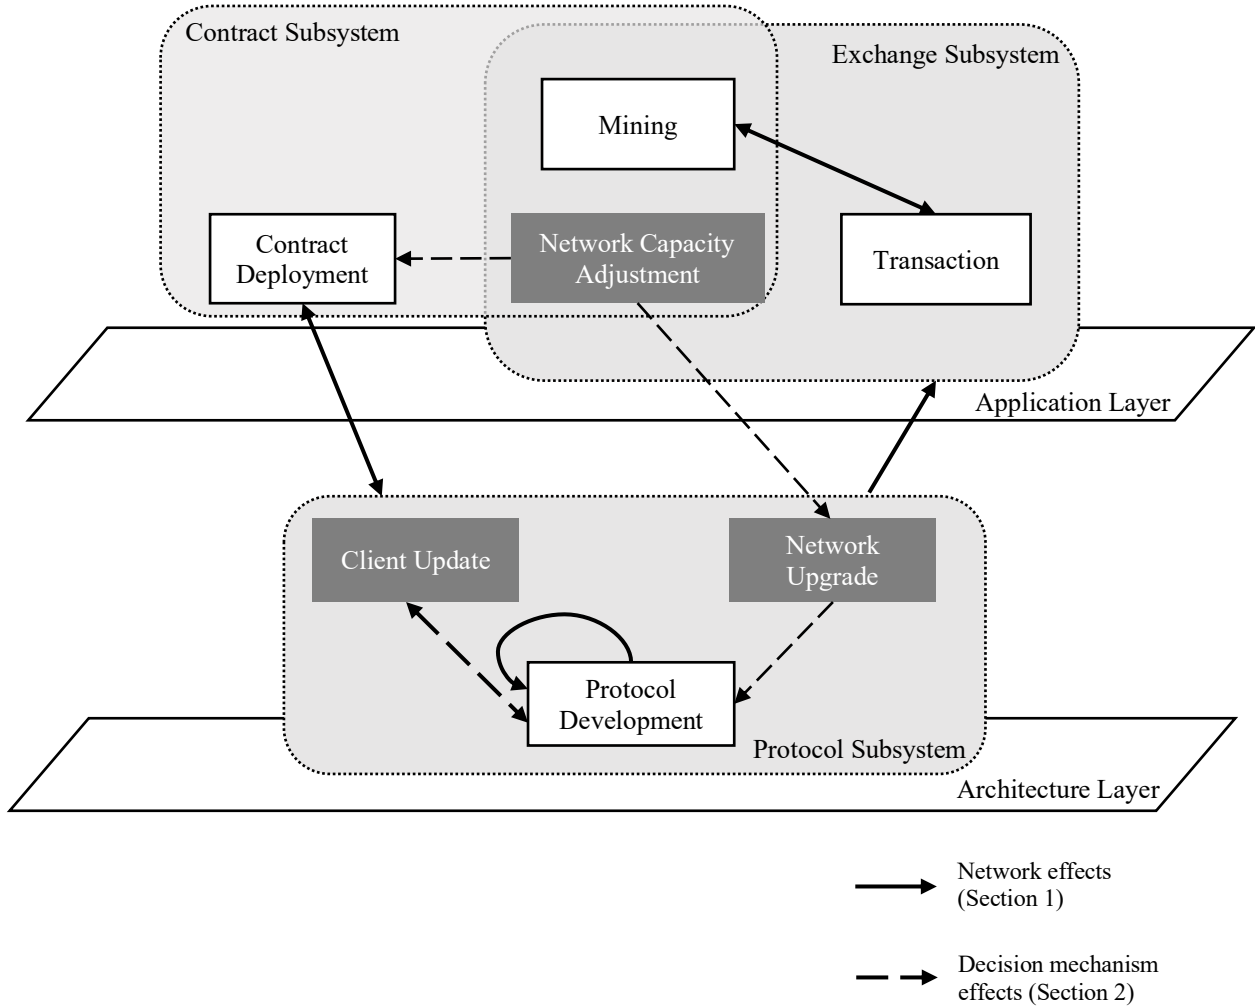 Contract Subsystem
Exchange Subsystem
Mining
Contract
Deployment
Network Capacity
Adjustment
Transaction
Application Layer
Client Update
Network
Upgrade
Protocol
Development
Protocol Subsystem
Architecture Layer
Network effects
(Section 1)
Decision mechanism
effects (Section 2)